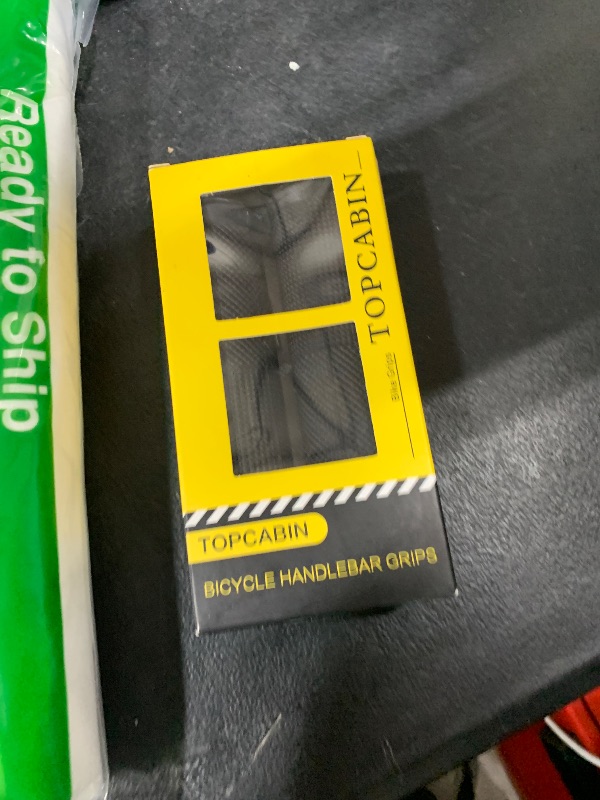 Ready to Ship
TOPCABIN
Bike Grips
TOPCABIN
BICYCLE HANDLEBAR GRIPS